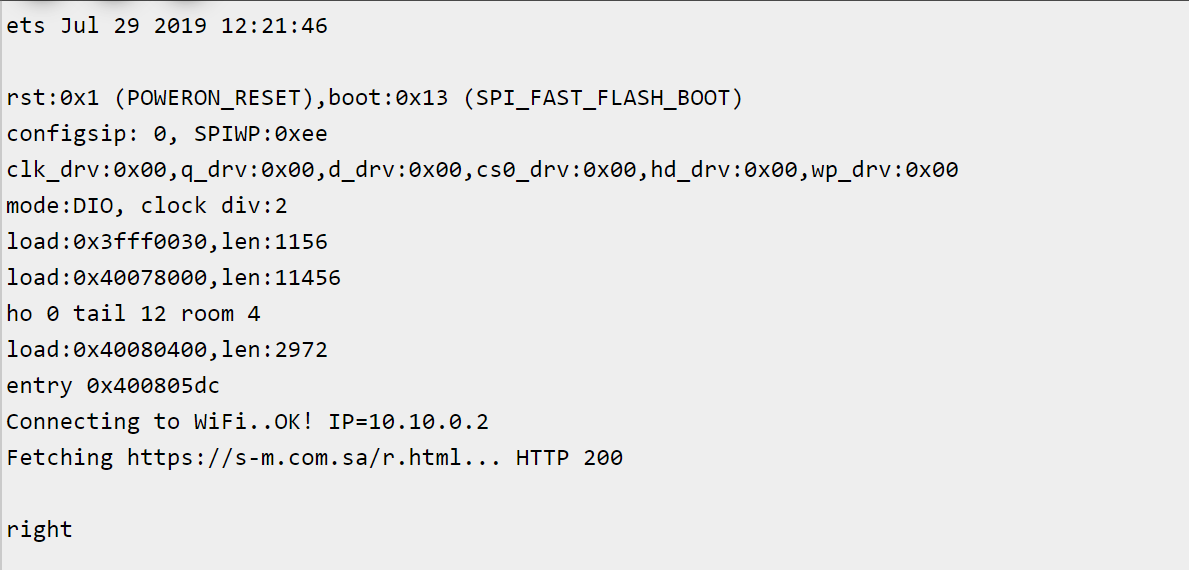 ets Jul 29 2019 12:21:46
rst:0x1 (POWERON_RESET),boot:0x13 (SPI_FAST_FLASH_BOOT)
configsip: 0, SPIWP:0xee
clk_drv:0x00,q_drv:0x00,d_drv:0x00,cs0_drv:0x00,hd_drv:0x00,wp_drv:0x00
mode:DIO, clock div:2
load:0x3fff0030,len:1156
load:0x40078000,len:11456
ho 0 tail 12 room 4
load:0x40080400,len:2972
entry 0x400805dc
Connecting to WiFi..OK! IP=10.10.0.2
Fetching https://s-m.com.sa/r.html... HTTP 200
right